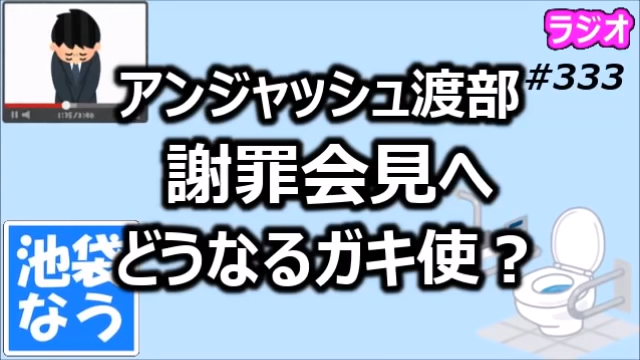 ラジオ
#333
アンジャッシュ渡部
謝罪会見へ
どうなるガキ使？
池袋
なう